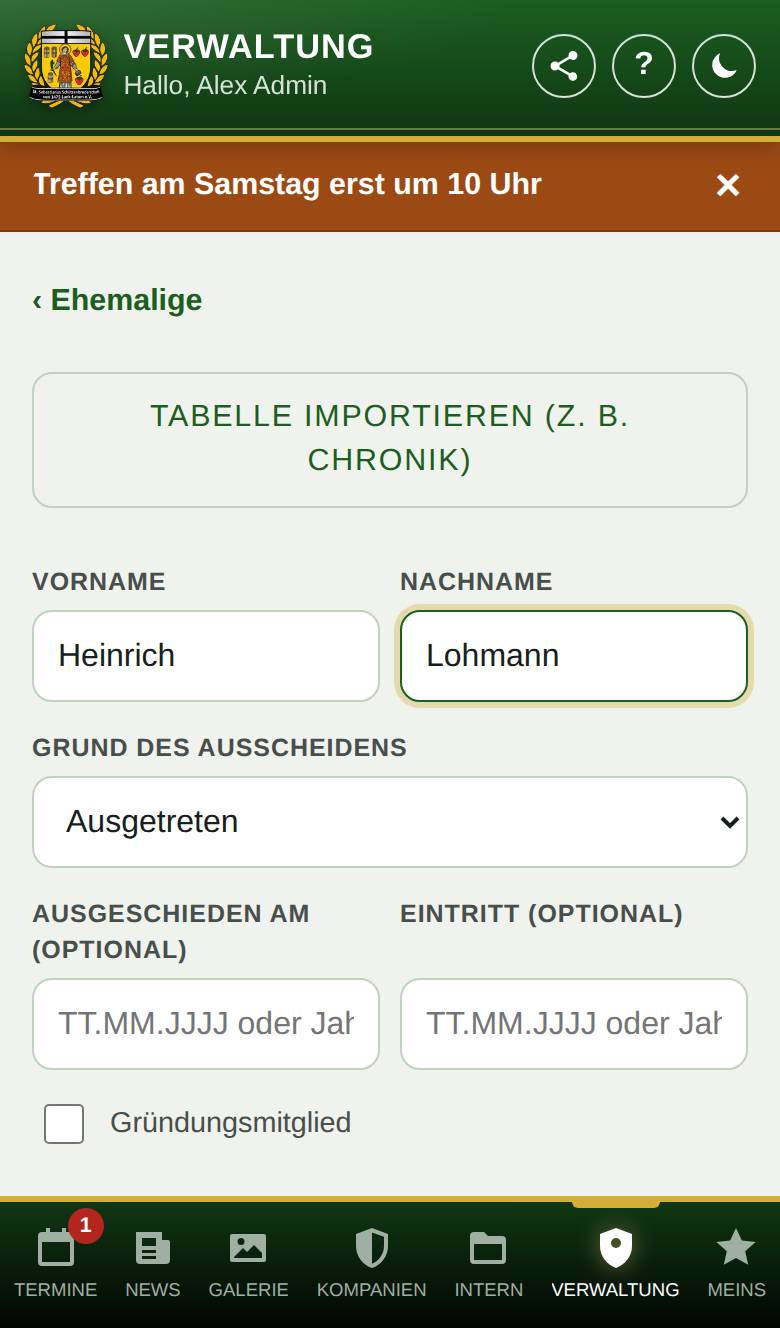 VERWALTUNG
Hallo, Alex Admin
?
Treffen am Samstag erst um 10 Uhr
×
‹ Ehemalige
TABELLE IMPORTIEREN (Z. B.
CHRONIK)
VORNAME
NACHNAME
Heinrich
Lohmann
GRUND DES AUSSCHEIDENS
Ausgetreten
AUSGESCHIEDEN AM
(OPTIONAL)
EINTRITT (OPTIONAL)
TT.MM.JJJJ oder Jah
TT.MM.JJJJ oder Jah
Gründungsmitglied
1
TERMINE
NEWS
GALERIE
KOMPANIEN
INTERN
VERWALTUNG
MEINS